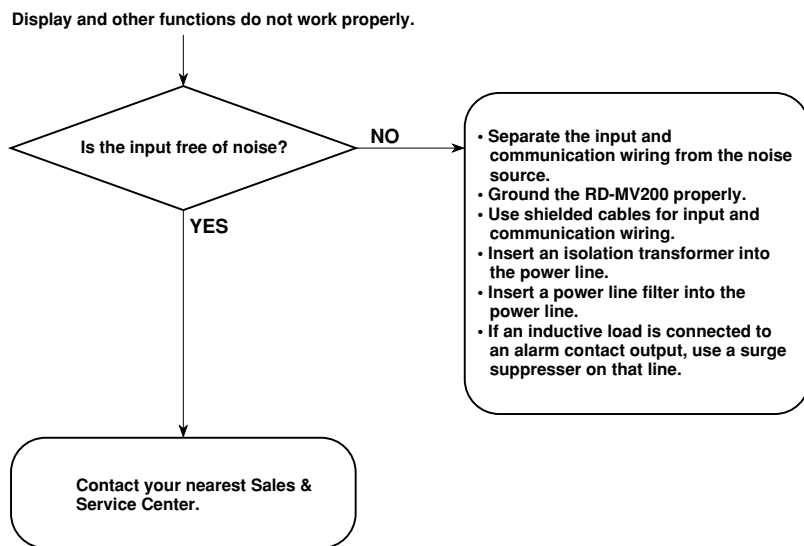 Display and other functions do not work properly.
Is the input free of noise?
NO
• Separate the input and
communication wiring from the noise
source.
• Ground the RD-MV200 properly.
• Use shielded cables for input and
communication wiring.
• Insert an isolation transformer into
the power line.
• Insert a power line filter into the
power line.
• If an inductive load is connected to
an alarm contact output, use a surge
suppresser on that line.
YES
Contact your nearest Sales &
Service Center.